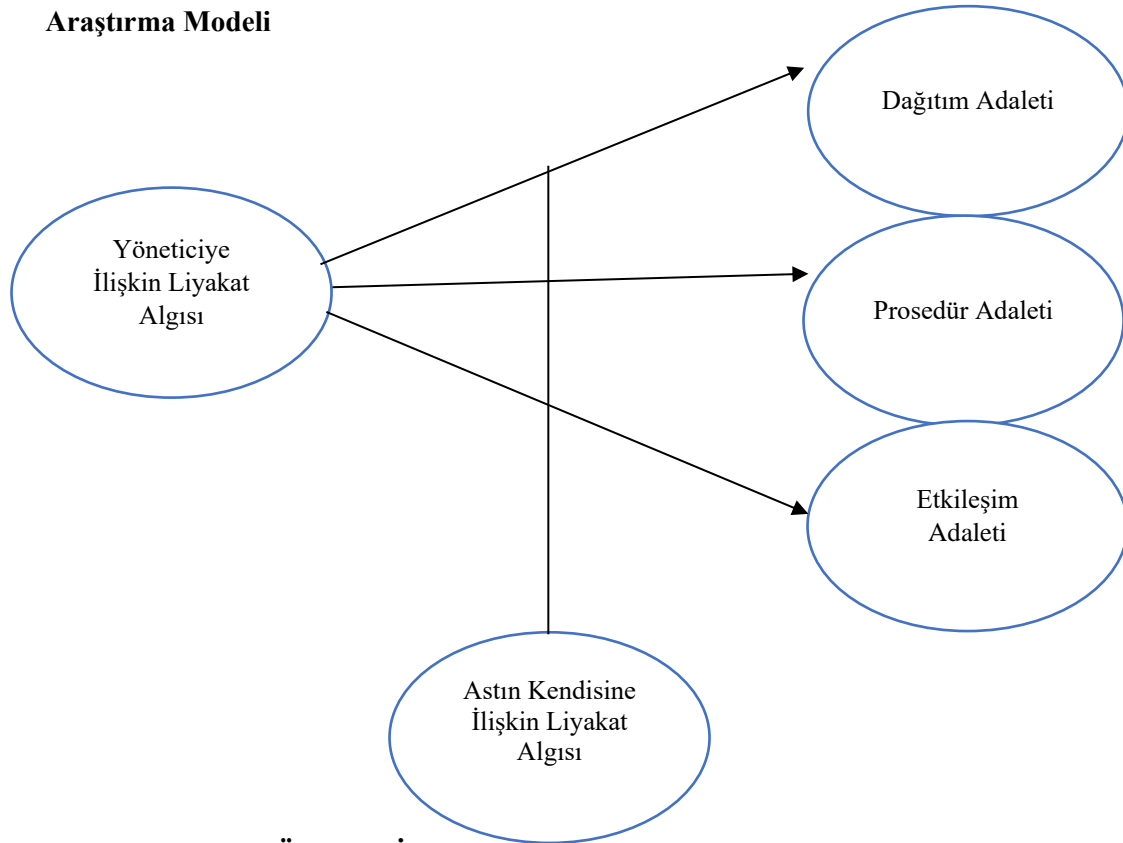 Araştırma Modeli
Dağıtım Adaleti
Yöneticiye
İlişkin Liyakat
Algısı
Prosedür Adaleti
Etkileşim
Adaleti
Astın Kendisine
İlişkin Liyakat
Algısı